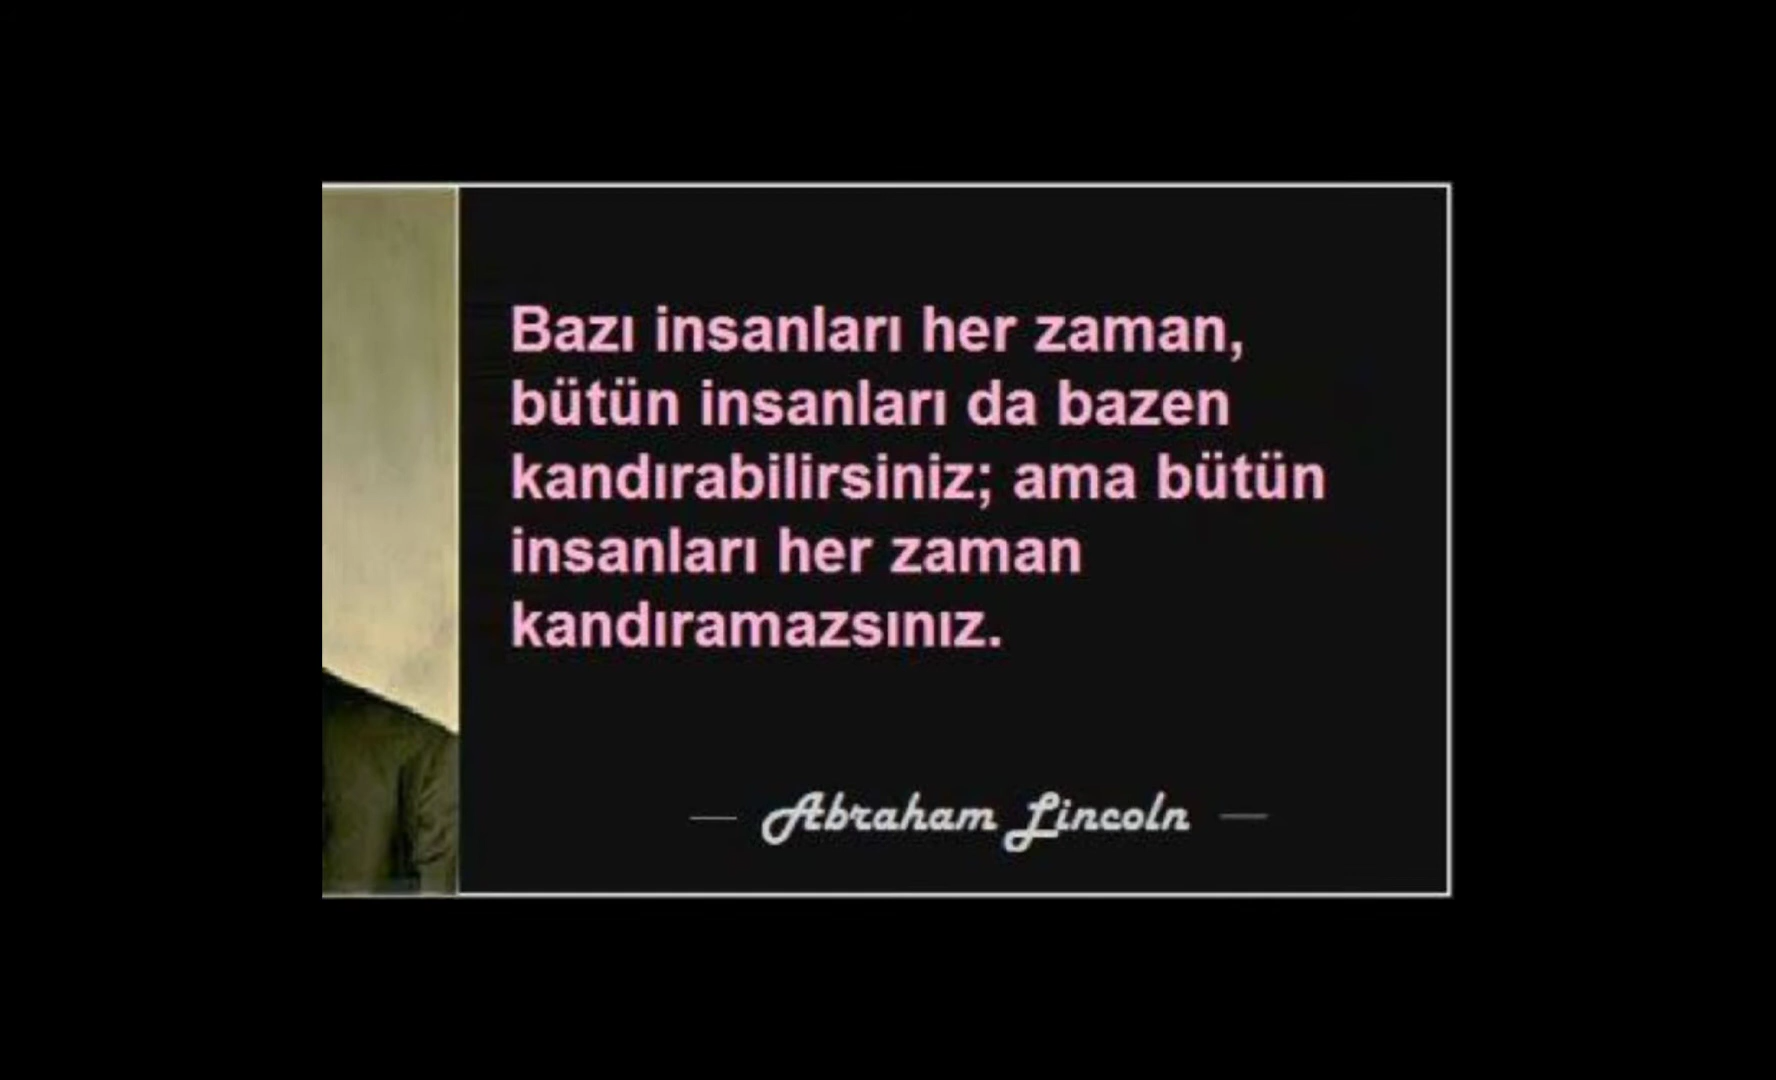 Bazı insanları her zaman,
bütün insanları da bazen
kandırabilirsiniz; ama bütün
insanları her zaman
kandıramazsınız.
— Abraham Lincoln —